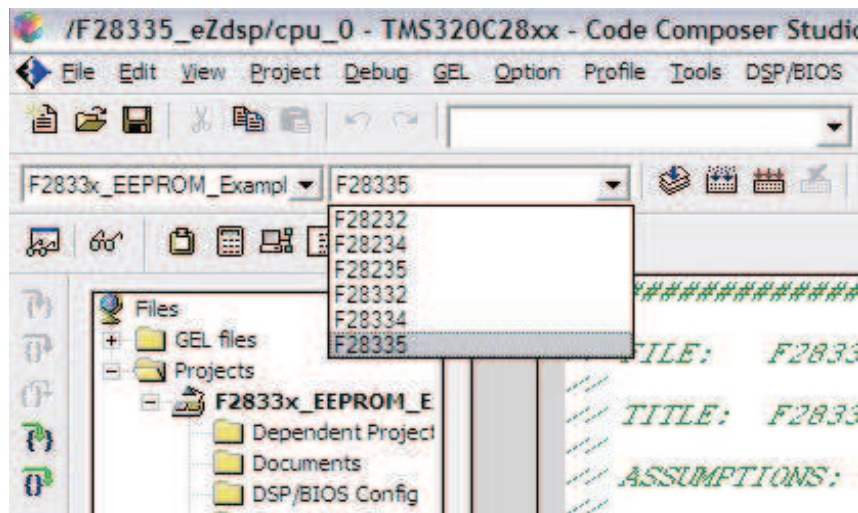 /F28335_eZdsp/cpu_0 - TMS320C28xx - Code Composer Studio
File Edit View Project Debug GEL Option Profile Tools DSP/BIOS
F2833x_EEPROM_Exampl F28335
F28232
F28234
F28235
F28332
F28334
F28335
Files
GEL files
Projects
F2833x_EEPROM_E
Dependent Project
Documents
DSP/BIOS Config
//############
// FILE: F2833
//
// TITLE: F2833
//
// ASSUMPTIONS:
//